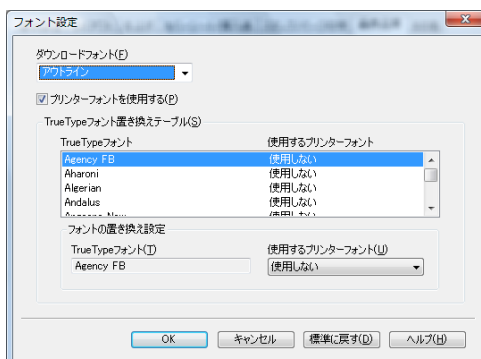 フォント設定
ダウンロードフォント(F)
アウトライン
プリンターフォントを使用する(P)
TrueTypeフォント置き換えテーブル(S)
TrueTypeフォント 使用するプリンターフォント
Agency FB 使用しない
Aharoni 使用しない
Algerian 使用しない
Andalus 使用しない
フォントの置き換え設定
TrueTypeフォント(T) 使用するプリンターフォント(U)
Agency FB 使用しない
OK キャンセル 標準に戻す(D) ヘルプ(H)